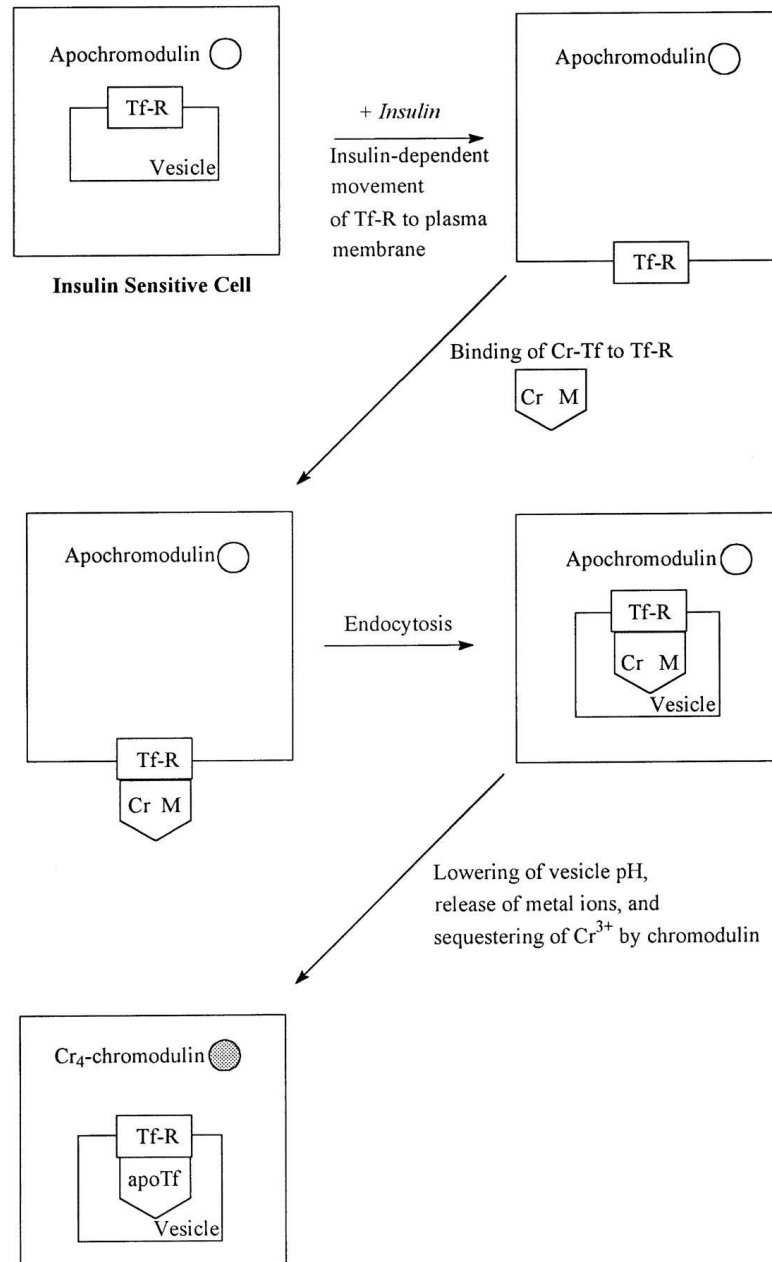 Apochromodulin
Tf-R
Vesicle
Insulin Sensitive Cell
+ Insulin
Insulin-dependent
movement
of Tf-R to plasma
membrane
Apochromodulin
Tf-R
Binding of Cr-Tf to Tf-R
Cr M
Apochromodulin
Tf-R
Cr M
Endocytosis
Apochromodulin
Tf-R
Cr M
Vesicle
Lowering of vesicle pH,
release of metal ions, and
sequestering of Cr³⁺ by chromodulin
Cr₄-chromodulin
Tf-R
apoTf
Vesicle